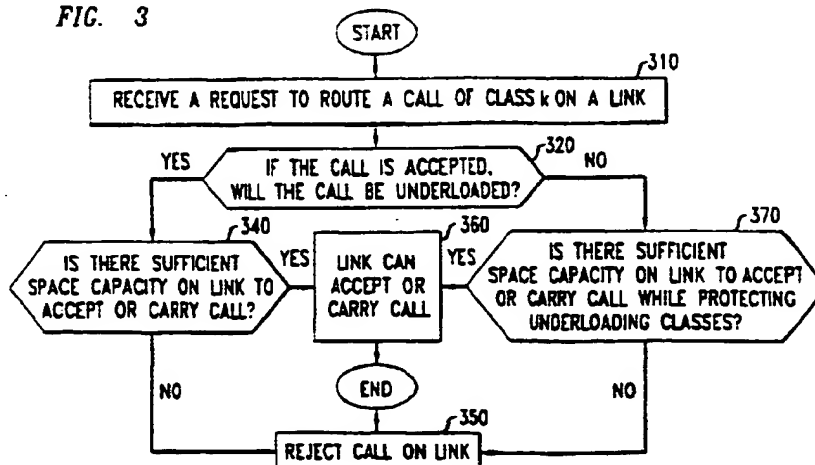 FIG. 3
START
310
RECEIVE A REQUEST TO ROUTE A CALL OF CLASS k ON A LINK
320
YES
IF THE CALL IS ACCEPTED,
WILL THE CALL BE UNDERLOADED?
NO
340
IS THERE SUFFICIENT
SPACE CAPACITY ON LINK TO
ACCEPT OR CARRY CALL?
YES
360
LINK CAN
ACCEPT OR
CARRY CALL
YES
370
IS THERE SUFFICIENT
SPACE CAPACITY ON LINK TO ACCEPT
OR CARRY CALL WHILE PROTECTING
UNDERLOADING CLASSES?
NO
END
NO
350
REJECT CALL ON LINK